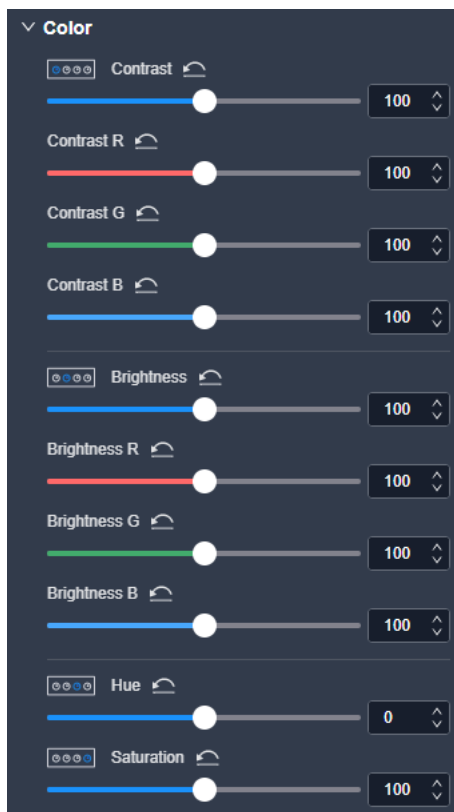 Color
Contrast
100
Contrast R
100
Contrast G
100
Contrast B
100
Brightness
100
Brightness R
100
Brightness G
100
Brightness B
100
Hue
0
Saturation
100